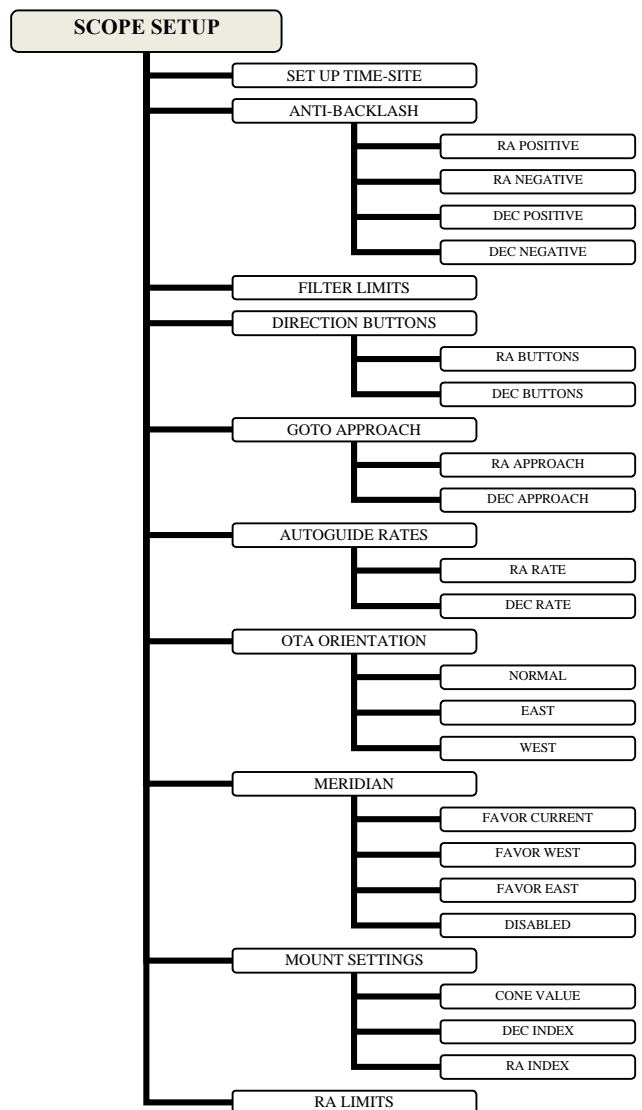 SCOPE SETUP
SET UP TIME-SITE
ANTI-BACKLASH
RA POSITIVE
RA NEGATIVE
DEC POSITIVE
DEC NEGATIVE
FILTER LIMITS
DIRECTION BUTTONS
RA BUTTONS
DEC BUTTONS
GOTO APPROACH
RA APPROACH
DEC APPROACH
AUTOGUIDE RATES
RA RATE
DEC RATE
OTA ORIENTATION
NORMAL
EAST
WEST
MERIDIAN
FAVOR CURRENT
FAVOR WEST
FAVOR EAST
DISABLED
MOUNT SETTINGS
CONE VALUE
DEC INDEX
RA INDEX
RA LIMITS